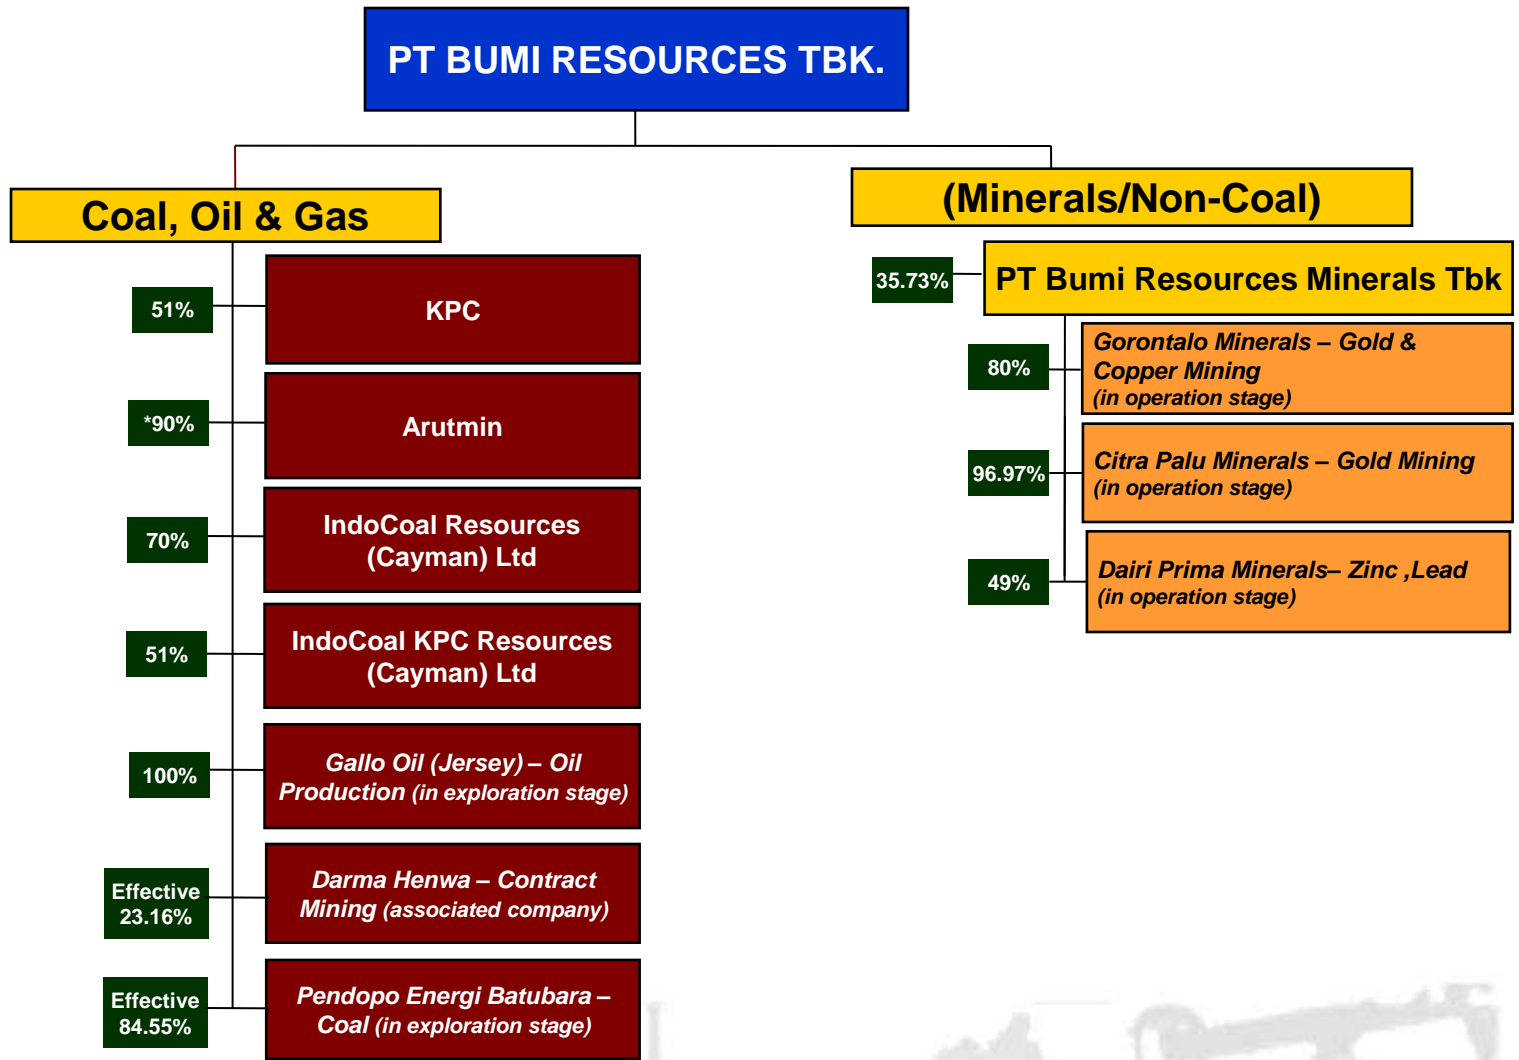 PT BUMI RESOURCES TBK.
Coal, Oil & Gas
51%
KPC
*90%
Arutmin
70%
IndoCoal Resources
(Cayman) Ltd
51%
IndoCoal KPC Resources
(Cayman) Ltd
100%
Gallo Oil (Jersey) – Oil
Production (in exploration stage)
Effective
23.16%
Darma Henwa – Contract
Mining (associated company)
Effective
84.55%
Pendopo Energi Batubara –
Coal (in exploration stage)
(Minerals/Non-Coal)
35.73%
PT Bumi Resources Minerals Tbk
80%
Gorontalo Minerals – Gold &
Copper Mining
(in operation stage)
96.97%
Citra Palu Minerals – Gold Mining
(in operation stage)
49%
Dairi Prima Minerals– Zinc ,Lead
(in operation stage)